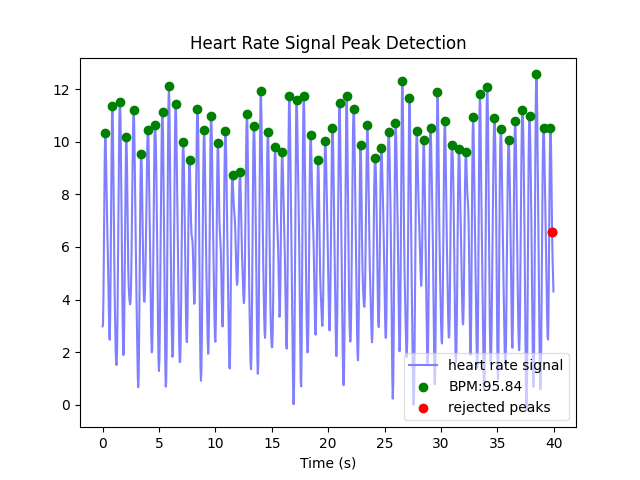 Heart Rate Signal Peak Detection
12
10
8
6
4
2
0
heart rate signal
BPM:95.84
rejected peaks
0 5 10 15 20 25 30 35 40
Time (s)